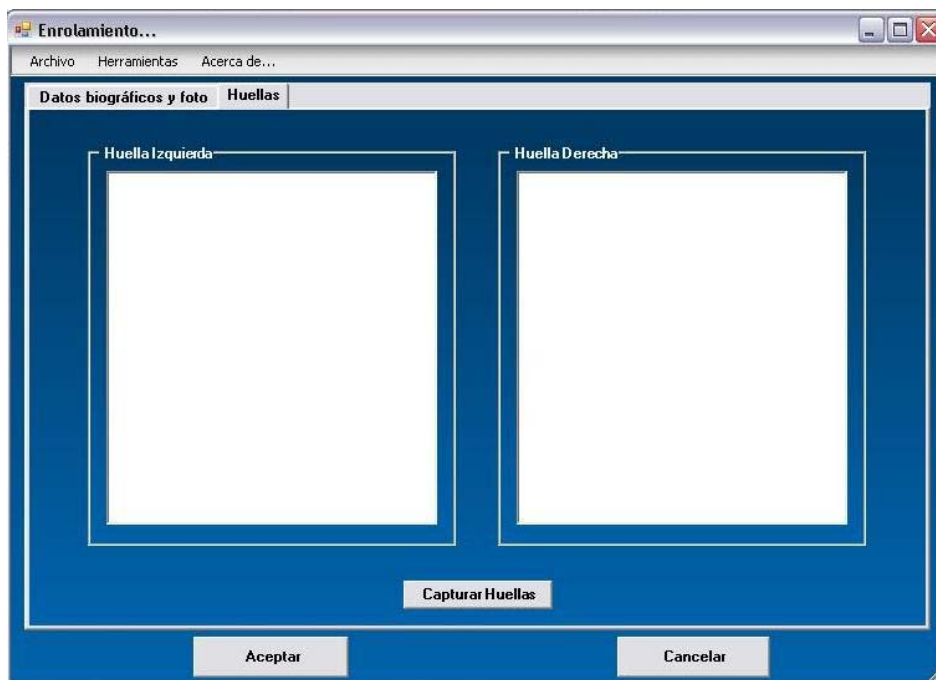 Enrolamiento...
Archivo Herramientas Acerca de...
Datos biográficos y foto Huellas
Huella Izquierda Huella Derecha
Capturar Huellas
Aceptar Cancelar